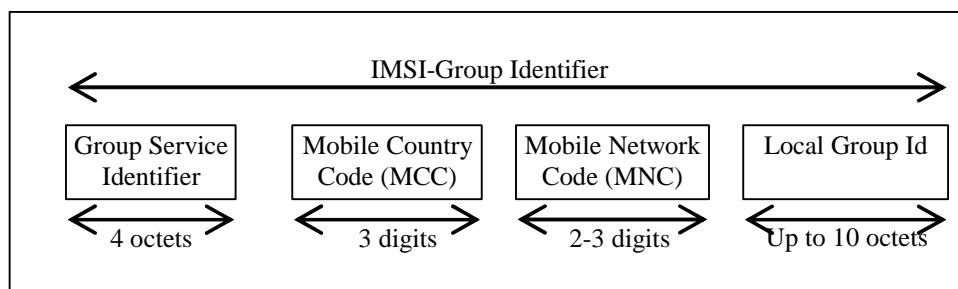 IMSI-Group Identifier
Group Service
Identifier
Mobile Country
Code (MCC)
Mobile Network
Code (MNC)
Local Group Id
4 octets
3 digits
2-3 digits
Up to 10 octets